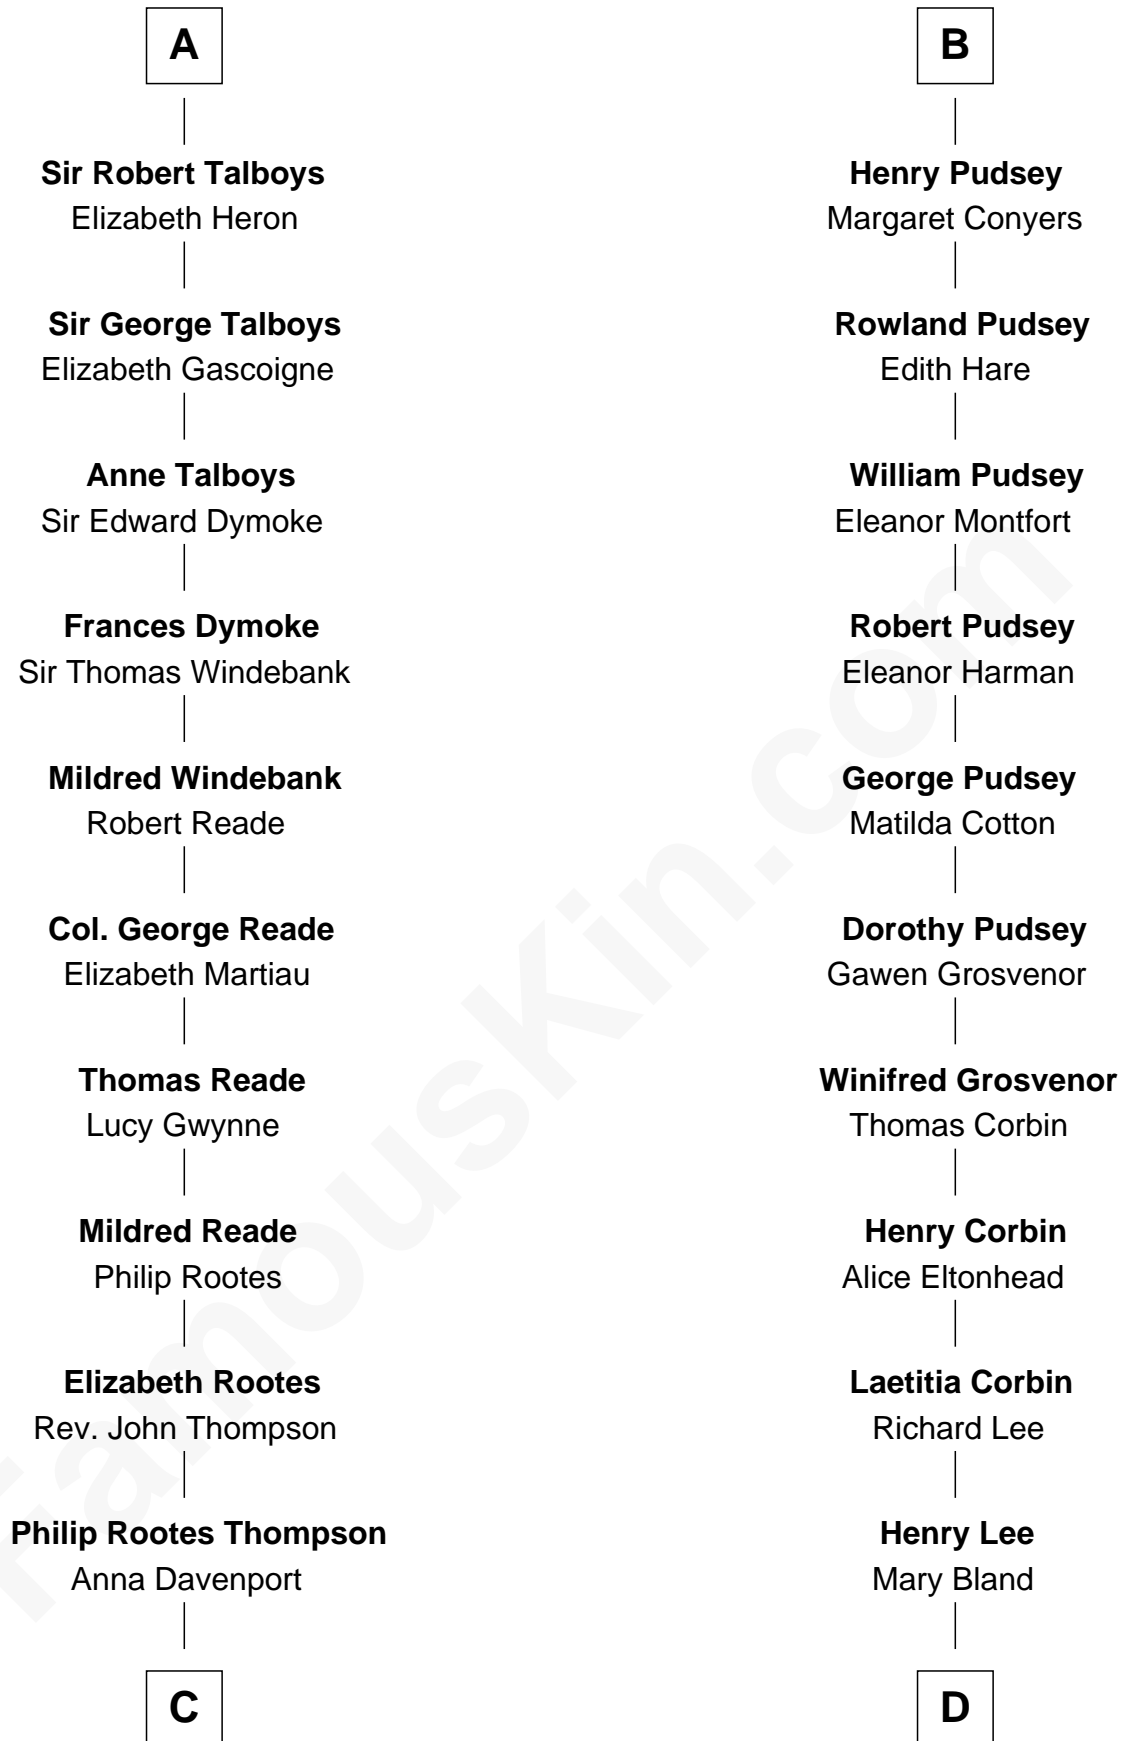 A
Sir Robert Talboys
Elizabeth Heron
Sir George Talboys
Elizabeth Gascoigne
Anne Talboys
Sir Edward Dymoke
Frances Dymoke
Sir Thomas Windebank
Mildred Windebank
Robert Reade
Col. George Reade
Elizabeth Martiau
Thomas Reade
Lucy Gwynne
Mildred Reade
Philip Rootes
Elizabeth Rootes
Rev. John Thompson
Philip Rootes Thompson
Anna Davenport
C
B
Henry Pudsey
Margaret Conyers
Rowland Pudsey
Edith Hare
William Pudsey
Eleanor Montfort
Robert Pudsey
Eleanor Harman
George Pudsey
Matilda Cotton
Dorothy Pudsey
Gawen Grosvenor
Winifred Grosvenor
Thomas Corbin
Henry Corbin
Alice Eltonhead
Laetitia Corbin
Richard Lee
Henry Lee
Mary Bland
D
FamousKin.com